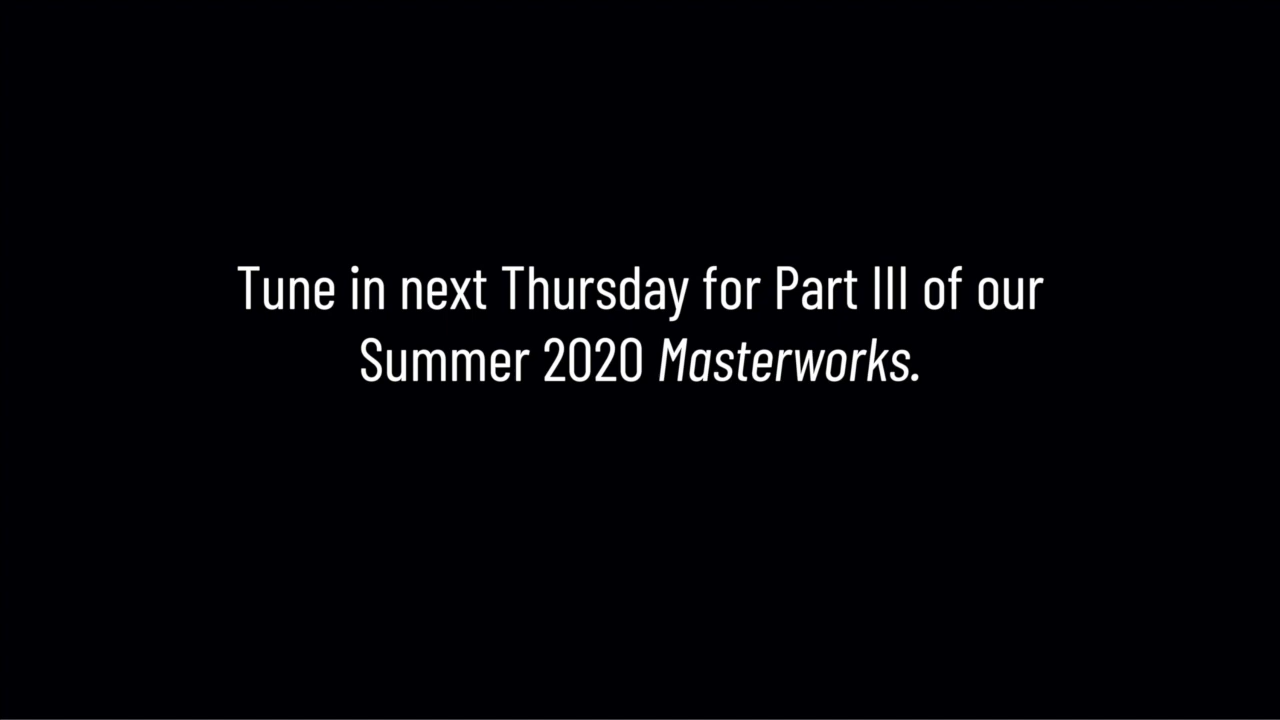 Tune in next Thursday for Part III of our
Summer 2020 Masterworks.